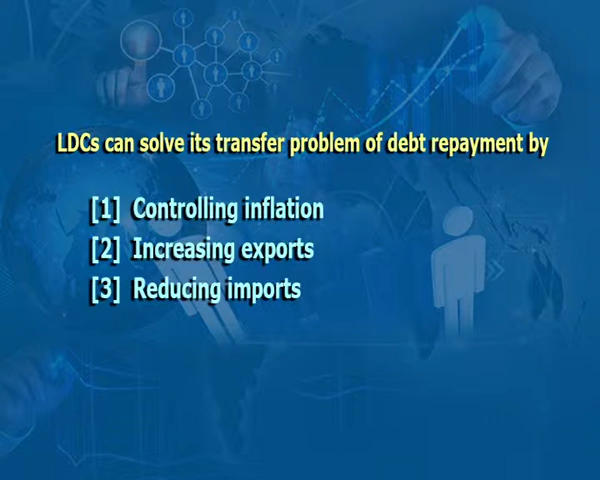 LDCs can solve its transfer problem of debt repayment by
[1] Controlling inflation
[2] Increasing exports
[3] Reducing imports